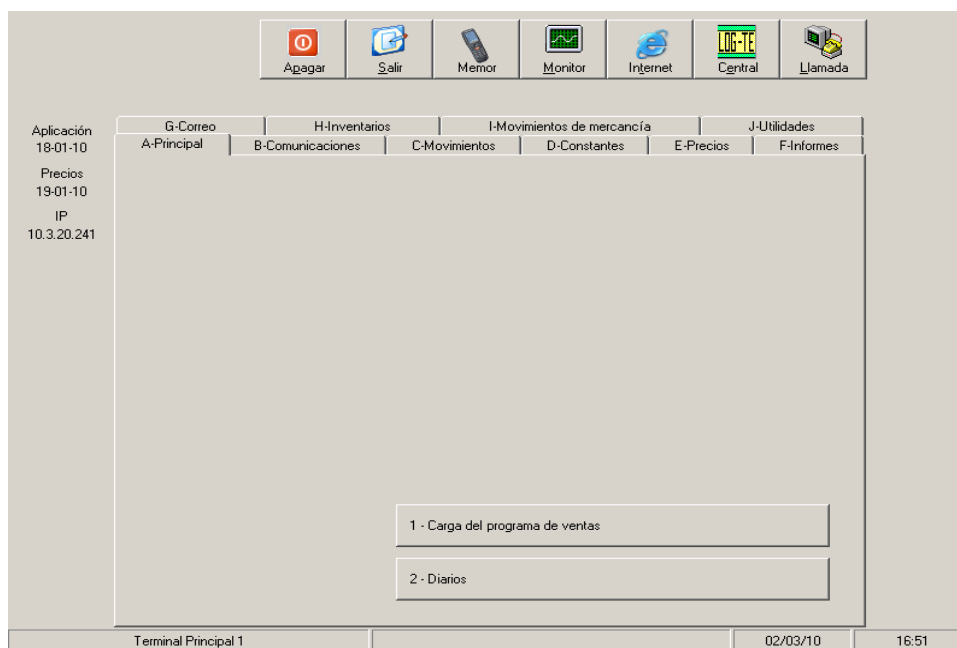 LOG-TE
Apagar
Salir
Memor
Monitor
Internet
Central
Llamada
Aplicación
18-01-10
Precios
19-01-10
IP
10.3.20.241
G-Correo
H-Inventarios
I-Movimientos de mercancía
J-Utilidades
A-Principal
B-Comunicaciones
C-Movimientos
D-Constantes
E-Precios
F-Informes
1 - Carga del programa de ventas
2 - Diarios
Terminal Principal 1
02/03/10
16:51